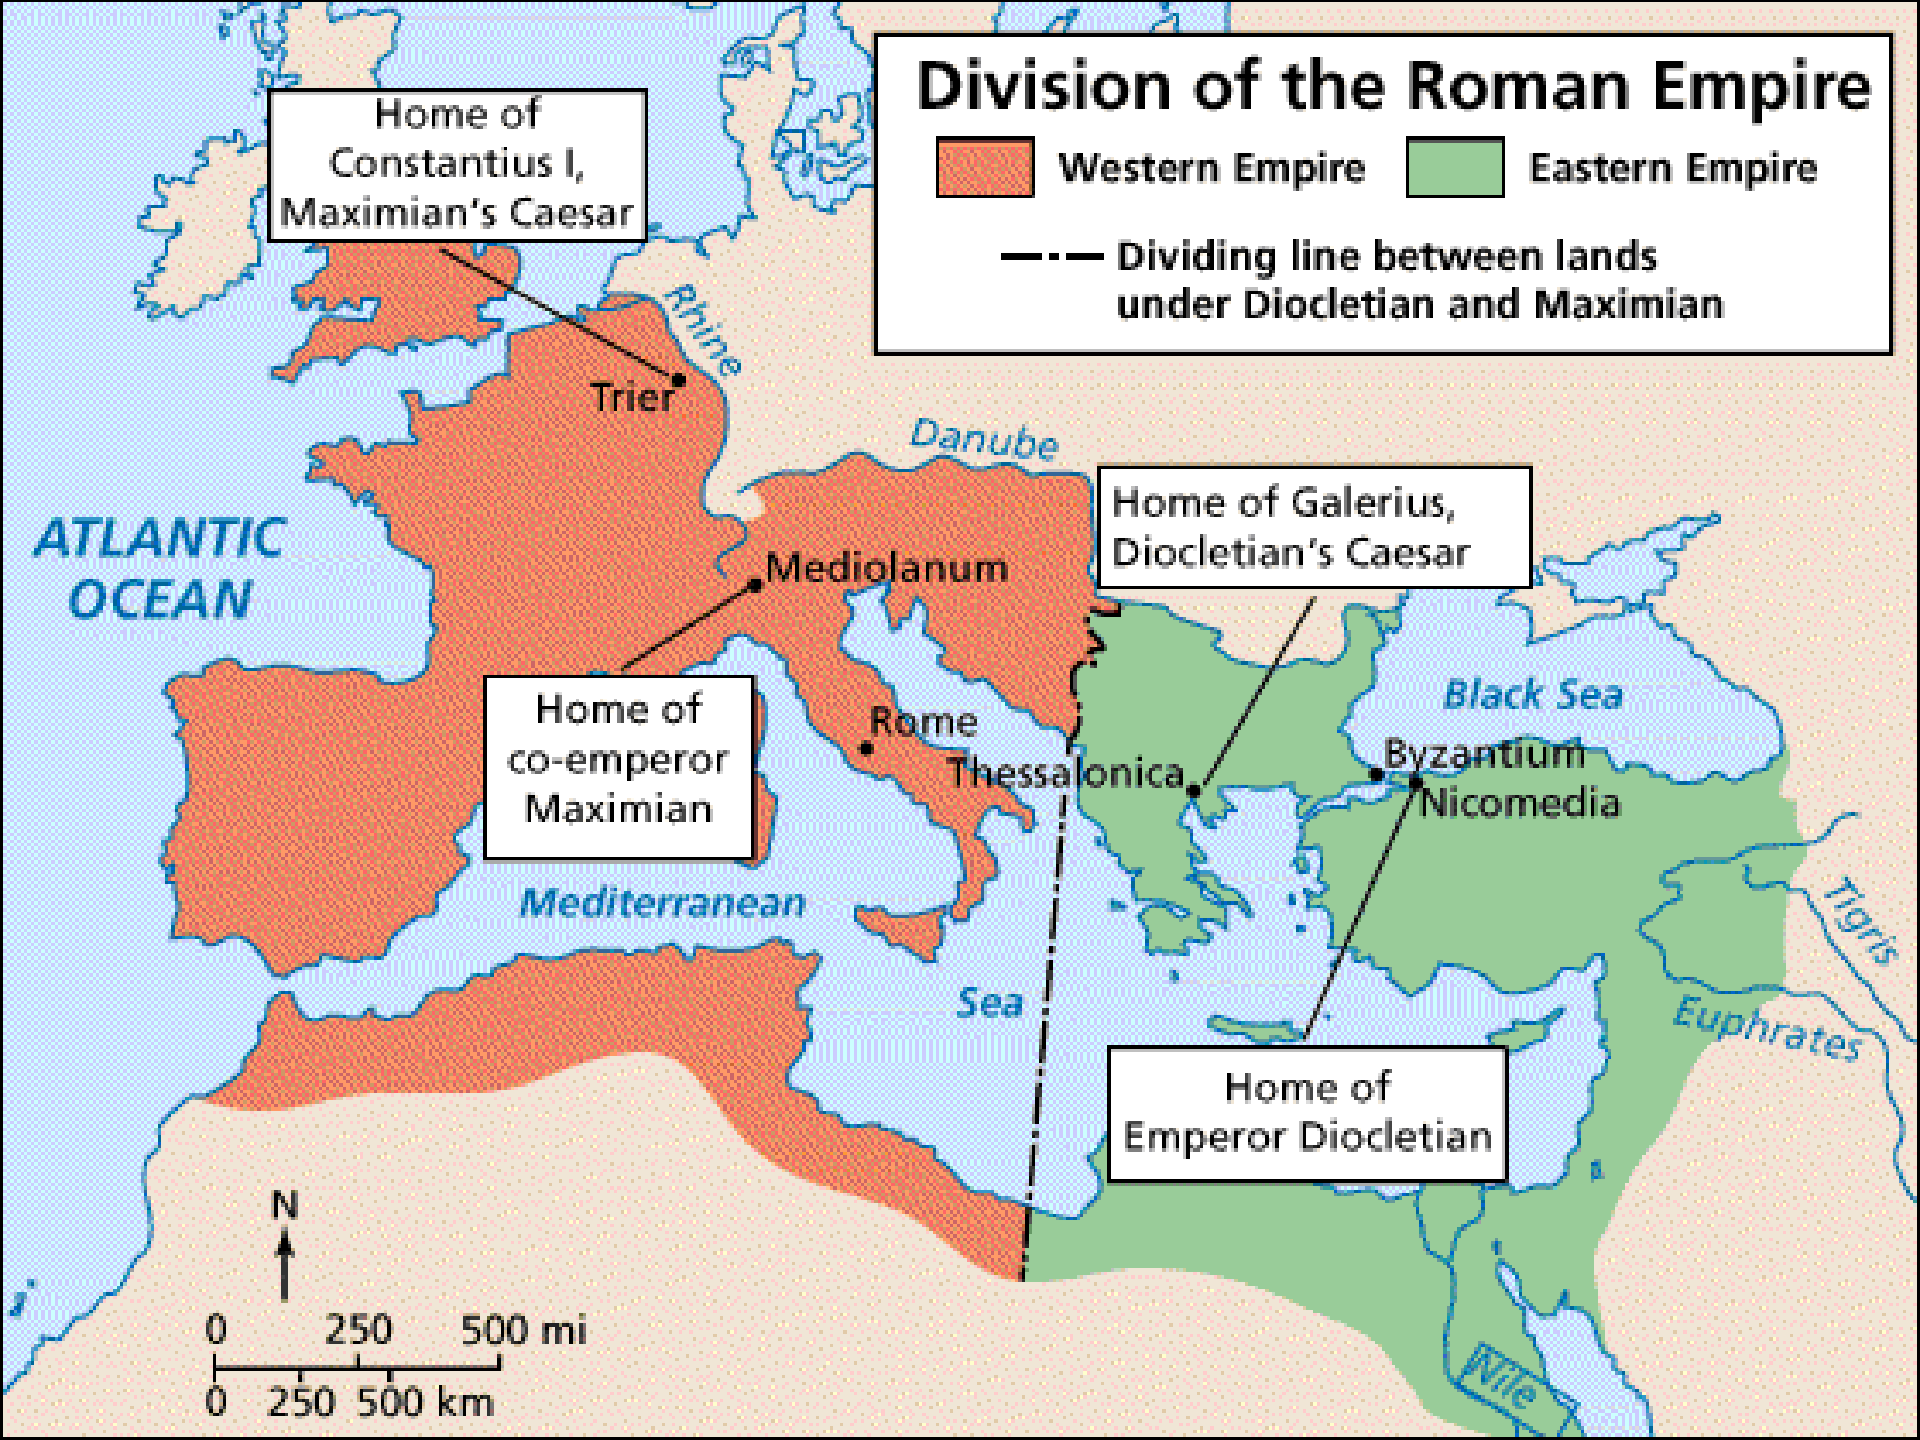 Division of the Roman Empire
Western Empire
Eastern Empire
Dividing line between lands
under Diocletian and Maximian
Home of
Constantius I,
Maximian's Caesar
Rhine
Trier
Danube
Home of Galerius,
Diocletian's Caesar
ATLANTIC
OCEAN
Mediolanum
Home of
co-emperor
Maximian
Rome
Black Sea
Thessalonica
Byzantium
Nicomedia
Mediterranean
Sea
Tigris
Euphrates
Home of
Emperor Diocletian
N
0 250 500 mi
0 250 500 km
Nile